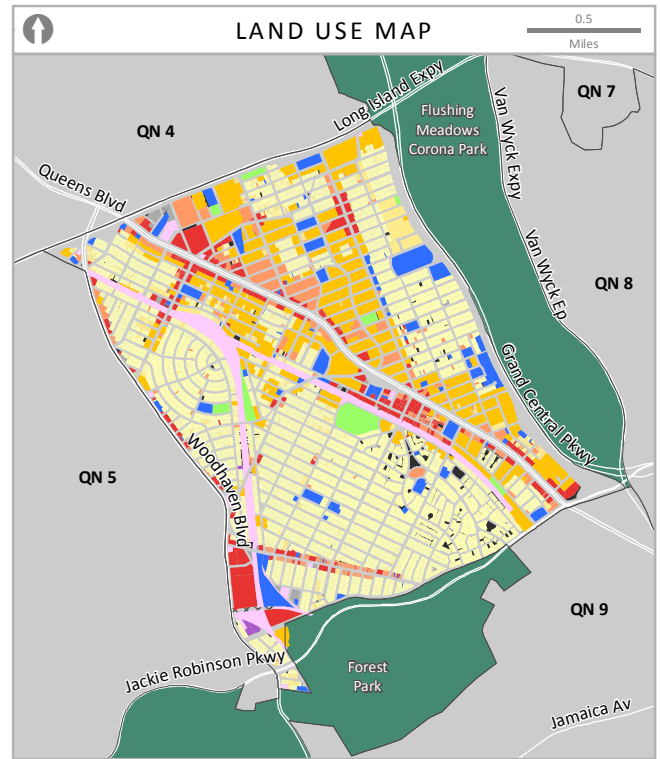 LAND USE MAP
0.5
Miles
QN 7
Long Island Expy
Flushing
Meadows
Corona Park
Van Wyck Expy
QN 4
Queens Blvd
Van Wyck Ep
QN 8
Grand Central Pkwy
Woodhaven Blvd
QN 5
QN 9
Jackie Robinson Pkwy
Forest
Park
Jamaica Av